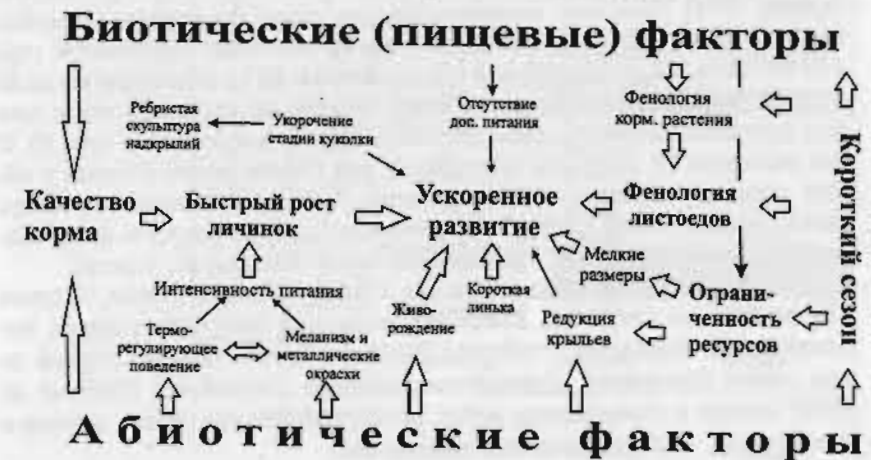 Биотические (пищевые) факторы
Ребристая
скульптура
надкрылий
Укорочение
стадии куколки
Отсутствие
доп. питания
Фенология
корм. растения
Качество
корма
Быстрый рост
личинок
Ускоренное
развитие
Фенология
листоедов
Короткий сезон
Интенсивность питания
Термо-
регулирующее
поведение
Меланизм и
металлические
окраски
Живо-
рождение
Короткая
линька
Мелкие
размеры
Редукция
крыльев
Ограни-
ченность
ресурсов
Абиотические факторы